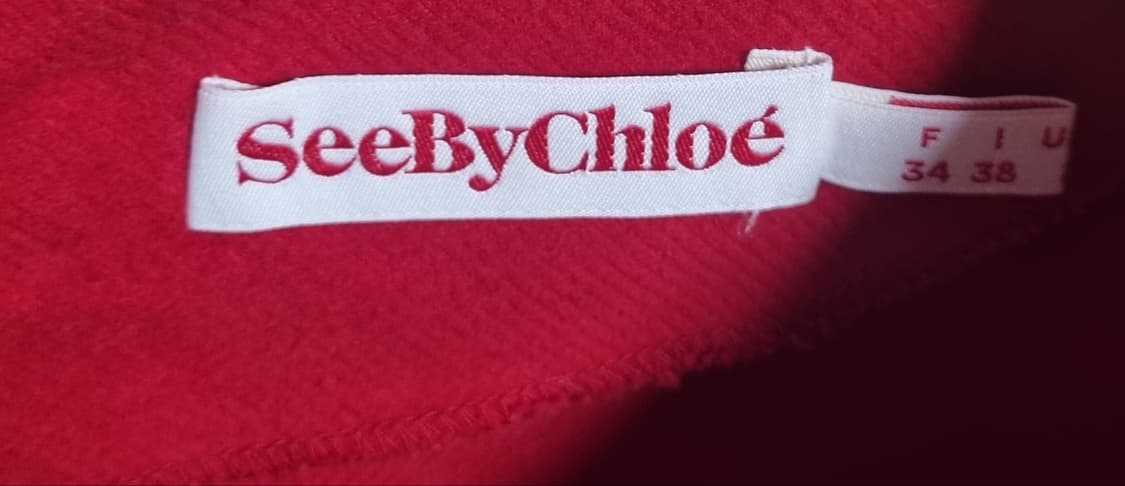 SeeByChloé
F I U
34 38